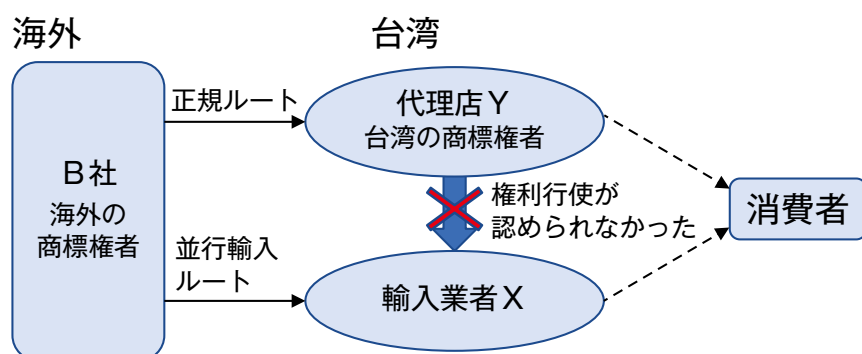 海外
台湾
B社
海外の
商標権者
正規ルート
代理店Y
台湾の商標権者
権利行使が
認められなかった
並行輸入
ルート
輸入業者X
消費者